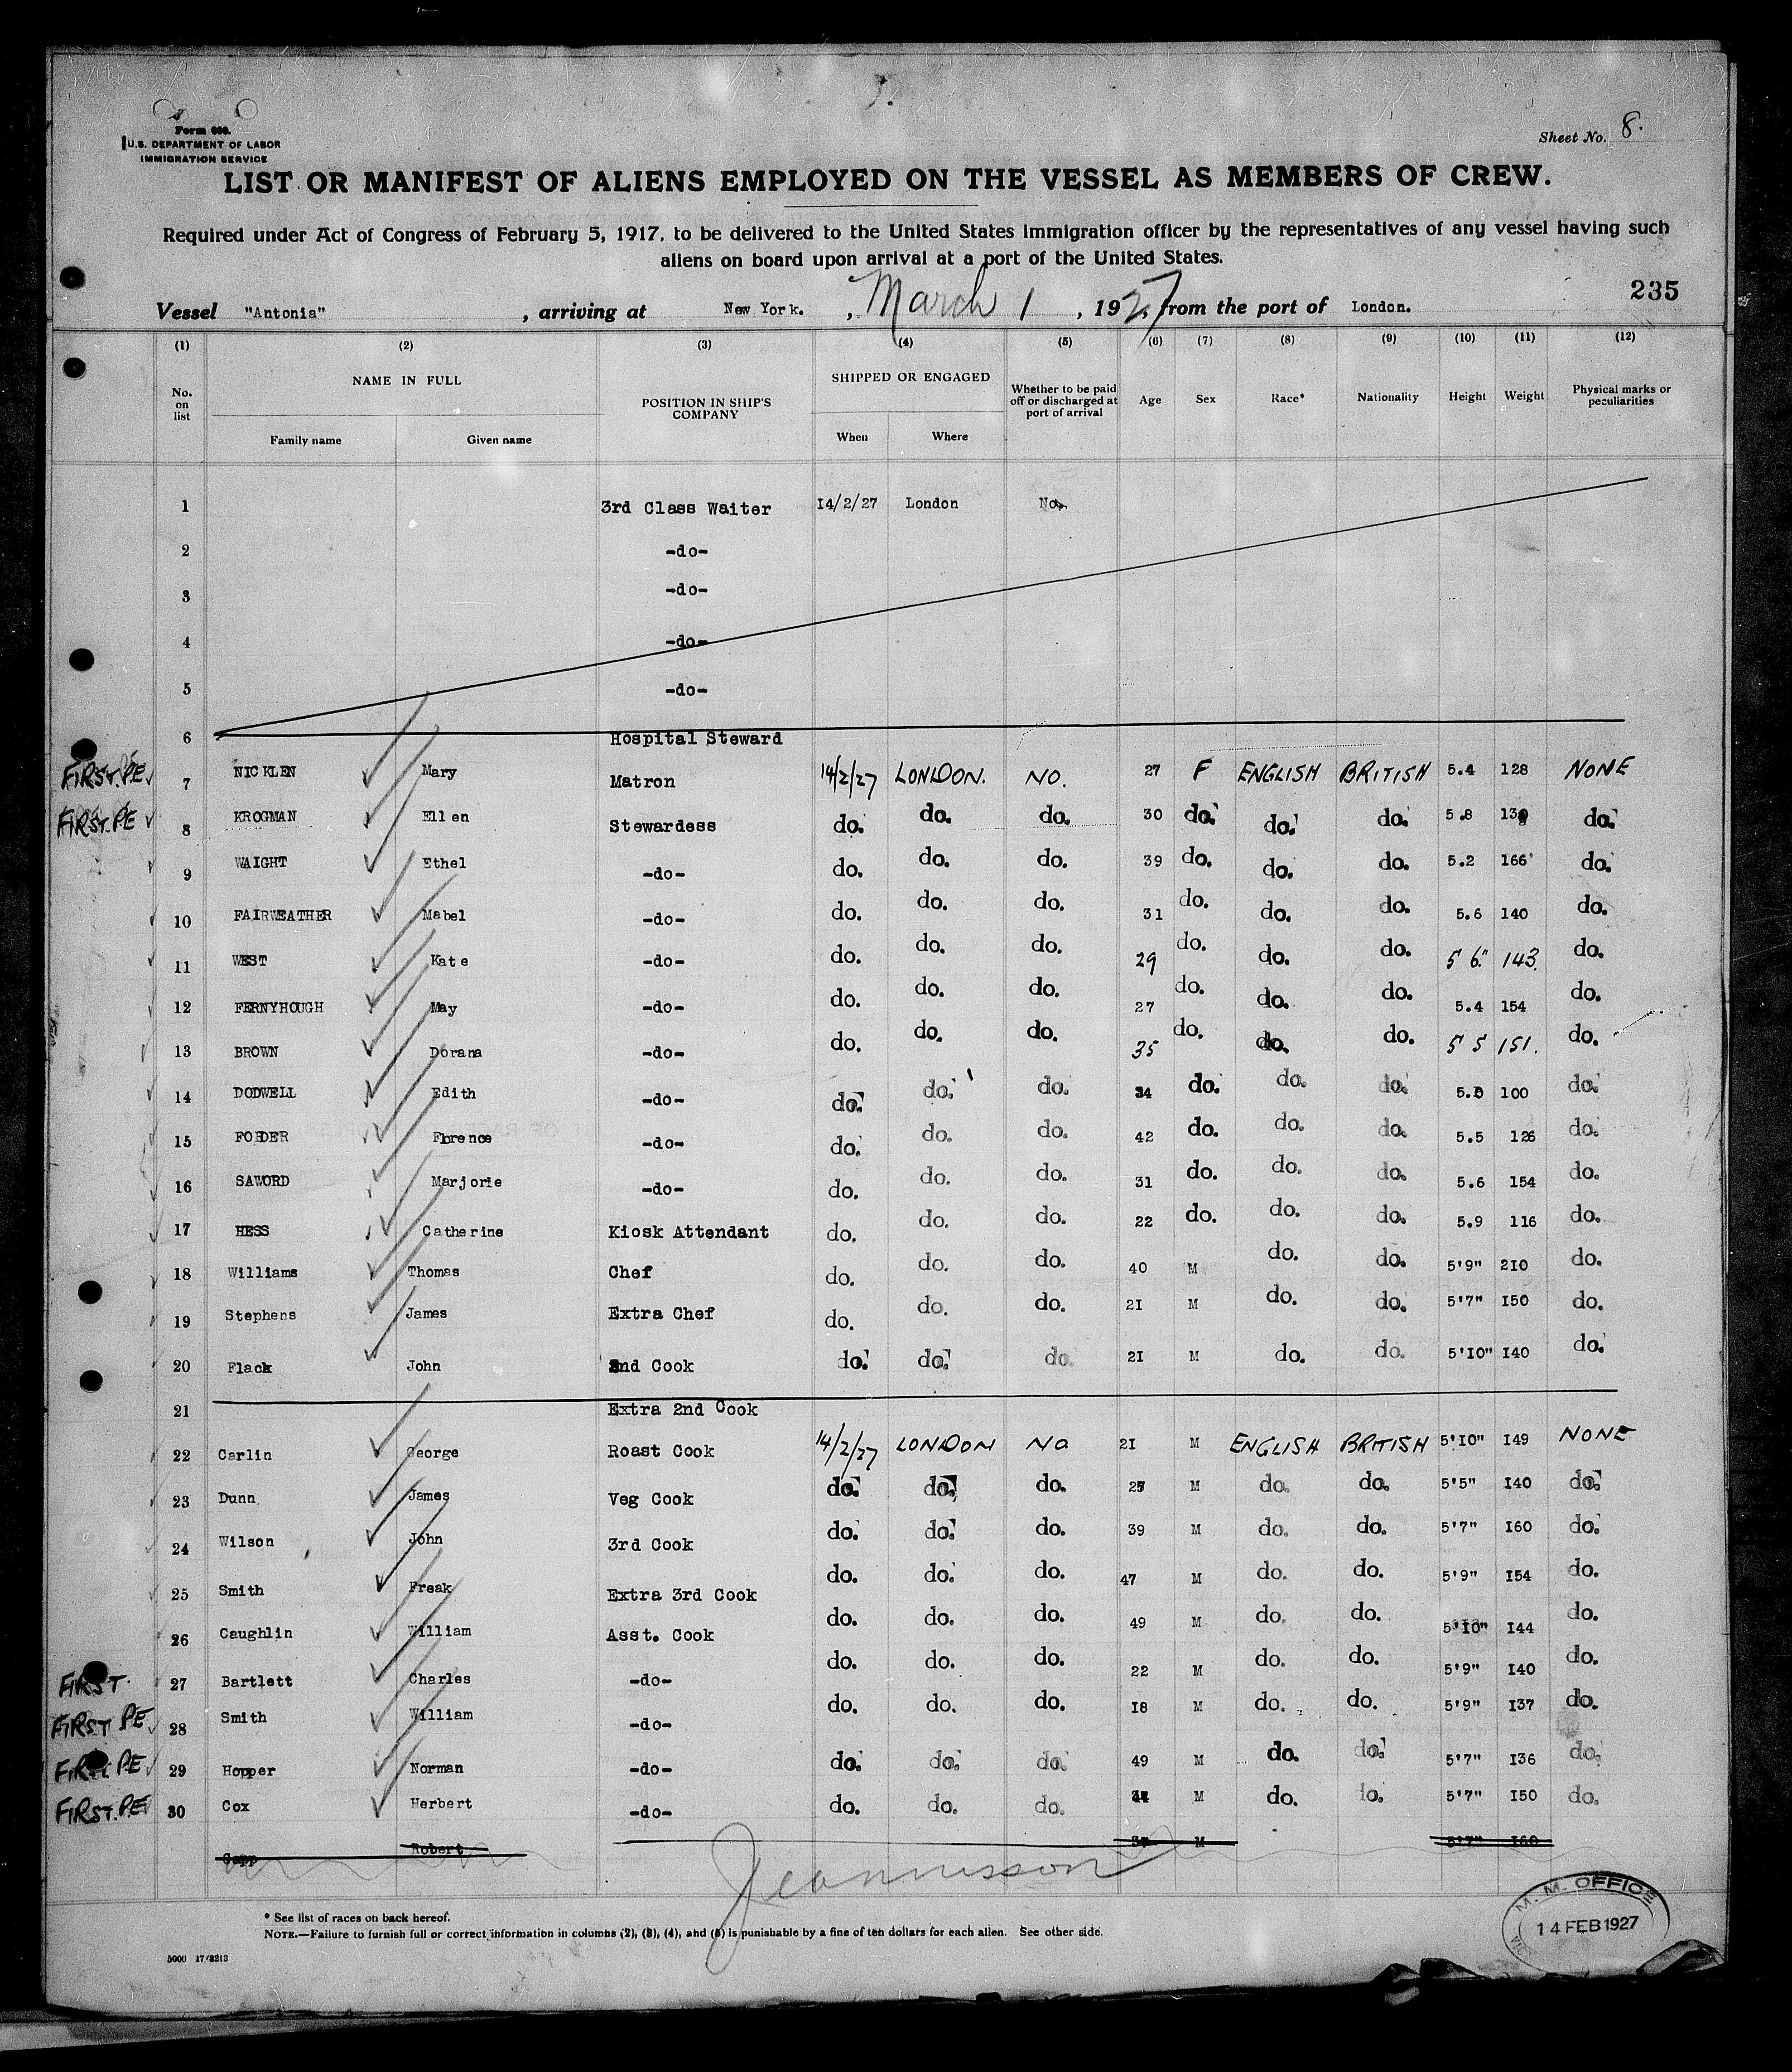 Form 680.
U.S. DEPARTMENT OF LABOR
IMMIGRATION SERVICE
Sheet No. 8.
LIST OR MANIFEST OF ALIENS EMPLOYED ON THE VESSEL AS MEMBERS OF CREW.
Required under Act of Congress of February 5, 1917, to be delivered to the United States immigration officer by the representatives of any vessel having such
aliens on board upon arrival at a port of the United States.
235
Vessel "Antonia" , arriving at New York. , March 1 , 1927, from the port of London.
(1) (2) (3) (4) (5) (6) (7) (8) (9) (10) (11) (12)
No. on list NAME IN FULL Family name Given name POSITION IN SHIP'S COMPANY SHIPPED OR ENGAGED When Where Whether to be paid off or discharged at port of arrival Age Sex Race* Nationality Height Weight Physical marks or peculiarities
1 3rd Class Waiter 14/2/27 London No.
2 -do-
3 -do-
4 -do-
5 -do-
6 Hospital Steward
FIRST. PE 7 NICKLEN Mary Matron 14/2/27 LONDON. NO. 27 F ENGLISH BRITISH 5.4 128 NONE
FIRST. PE 8 KROGMAN Ellen Stewardess do. do. do. 30 do. do. do. 5.8 do.
9 WAIGHT Ethel -do- do. do. do. 39 do. do. do. 5.2 166 do.
10 FAIRWEATHER Mabel -do- do. do. do. 31 do. do. do. 5.6 140 do.
11 WEST Kate -do- do. do. do. 29 do. do. do. 5 6" 143. do.
12 FERNYHOUGH May -do- do. do. do. 27 do. do. do. 5.4 154 do.
13 BROWN Dorana -do- do. do. do. 35 do. do. do. 5 5 151. do.
14 DODWELL Edith -do- do. do. do. 34 do. do. do. 5.0 100 do.
15 Florence -do- do. do. do. 42 do. do. do. 5.5 126 do.
16 SAWORD Marjorie -do- do. do. do. 31 do. do. do. 5.6 154 do.
17 HESS Catherine Kiosk Attendant do. do. do. 22 do. do. do. 5.9 116 do.
18 Williams Thomas Chef do. do. do. 40 M do. do. 5'9" 210 do.
19 Stephens James Extra Chef do. do. do. 21 M do. do. 5'7" 150 do.
20 Flack John 2nd Cook do. do. do. 21 M do. do. 5'10" 140 do.
21 Extra 2nd Cook
22 Carlin George Roast Cook 14/2/27 LONDON NO 21 M ENGLISH BRITISH 5'10" 149 NONE
23 Dunn James Veg Cook do. do. do. M do. do. 5'5" 140 do.
24 Wilson John 3rd Cook do. do. do. 39 M do. do. 5'7" 160 do.
25 Smith Freak Extra 3rd Cook do. do. do. 47 M do. do. 5'9" 154 do.
26 Caughlin William Asst. Cook do. do. do. 49 M do. do. 5'10" 144 do.
FIRST. 27 Bartlett Charles -do- do. do. do. 22 M do. do. 5'9" 140 do.
FIRST PE 28 Smith William -do- do. do. do. 18 M do. do. 5'9" 137 do.
FIRST PE 29 Hopper Norman -do- do. do. do. 49 M do. do. 5'7" 136 do.
FIRST. PE 30 Cox Herbert -do- do. do. do. M do. do. 5'7" 150 do.
Robert M 5'7" 160
* See list of races on back hereof.
NOTE.—Failure to furnish full or correct information in columns (2), (3), (4), and (5) is punishable by a fine of ten dollars for each alien. See other side.
M. M. OFFICE
14 FEB 1927